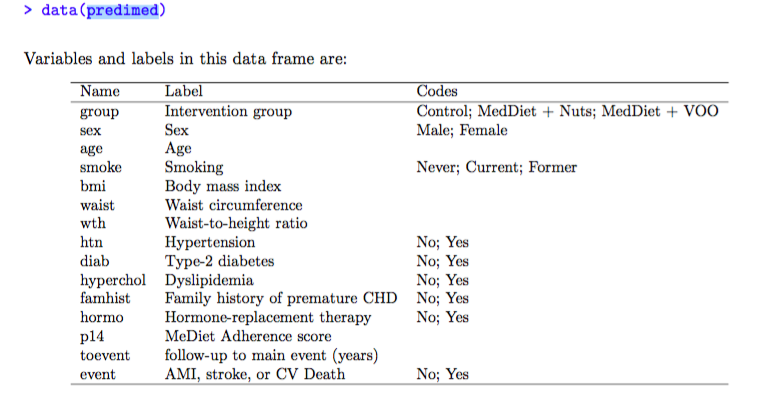 > data(predimed)
Variables and labels in this data frame are:
Name Label Codes
group Intervention group Control; MedDiet + Nuts; MedDiet + VOO
sex Sex Male; Female
age Age
smoke Smoking Never; Current; Former
bmi Body mass index
waist Waist circumference
wth Waist-to-height ratio
htn Hypertension No; Yes
diab Type-2 diabetes No; Yes
hyperchol Dyslipidemia No; Yes
famhist Family history of premature CHD No; Yes
hormo Hormone-replacement therapy No; Yes
p14 MeDiet Adherence score
toevent follow-up to main event (years)
event AMI, stroke, or CV Death No; Yes